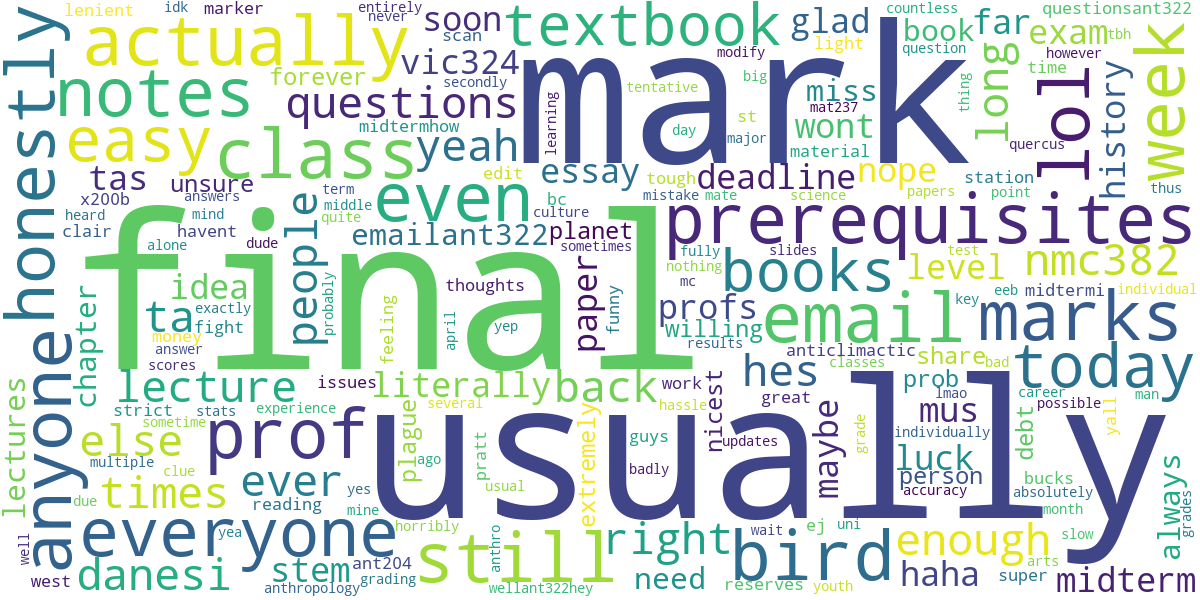 lenient
idk
marker
entirely
never
scan
secondly
soon
textbook
glad
light
far
book
countless
question
questionsant322
exam
tbh
however
time
actually
vic324
forever
notes
questions
midtermhow
modify
big
tentative
day
major
mark
miss
mat237
wont
st
material
thing
long
lol
quercus
history
week
honestly
easy
class
yeah
learning
essay
edit
tough
deadline
nope
station
point
thus
tas
unsure
x200b
answers
term
middle
quite
even
bc
culture
mistake
mate
science
papers
heard
mind
clair
havent
alone
dude
people
emailant322
planet
sometimes
prerequisites
fully
slides
nothing
mc
test
final
idea
exactly
ta
fight
probably
thoughts
paper
funny
books
level
nmc382
key
eeb
midtermi
individual
chapter
money
answer
scores
feeling
april
yep
profs
willing
results
email
marks
anyone
lecture
issues
literally
back
work
hes
anticlimactic
classes
share
bad
today
lectures
strict
stats
sometime
experience
several
plague
hassle
great
nicest
maybe
grade
prob
lmao
career
possible
man
yall
mus
individually
debt
else
prof
usually
guys
updates
badly
luck
person
accuracy
bucks
absolutely
month
multiple
clue
ago
pratt
usual
extremely
due
times
ever
reading
yes
mine
horribly
always
grades
everyone
yea
still
anthro
right
wait
ej
uni
bird
enough
slow
arts
well
west
danesi
stem
ant204
grading
anthropology
wellant322hey
need
reserves
youth
haha
super
midterm